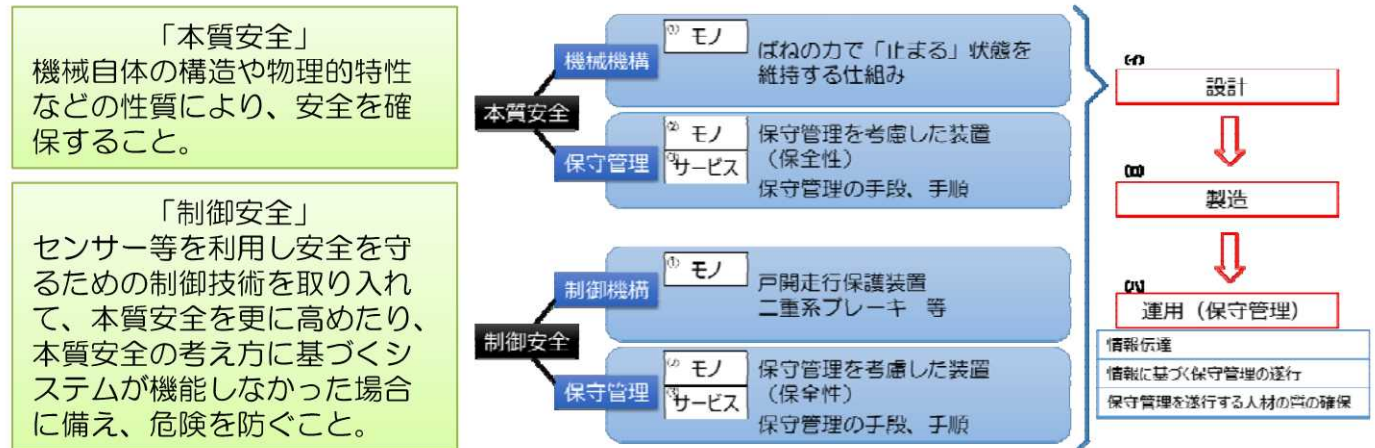 「本質安全」
機械自体の構造や物理的特性
などの性質により、安全を確
保すること。
「制御安全」
センサー等を利用し安全を守
るための制御技術を取り入れ
て、本質安全を更に高めたり、
本質安全の考え方に基づくシ
ステムが機能しなかった場合
に備え、危険を防ぐこと。
本質安全
機械機構
① モノ
ばねの力で「止まる」状態を
維持する仕組み
保守管理
② モノ
③ サービス
保守管理を考慮した装置
(保全性)
保守管理の手段、手順
制御安全
制御機構
① モノ
戸開走行保護装置
二重系ブレーキ 等
保守管理
② モノ
③ サービス
保守管理を考慮した装置
(保全性)
保守管理の手段、手順
(イ)
設計
(ロ)
製造
(ハ)
運用(保守管理)
情報伝達
情報に基づく保守管理の遂行
保守管理を遂行する人材の質の確保